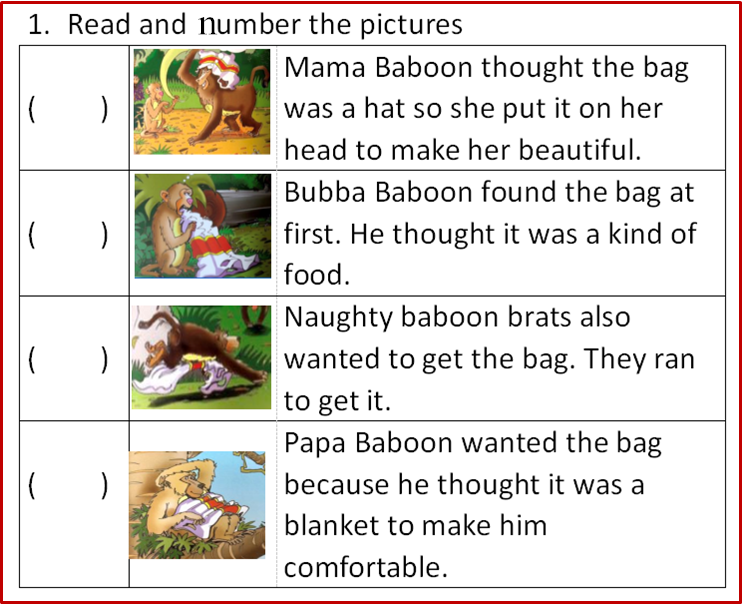 1. Read and number the pictures
( ) Mama Baboon thought the bag
was a hat so she put it on her
head to make her beautiful.
( ) Bubba Baboon found the bag at
first. He thought it was a kind of
food.
( ) Naughty baboon brats also
wanted to get the bag. They ran
to get it.
( ) Papa Baboon wanted the bag
because he thought it was a
blanket to make him
comfortable.